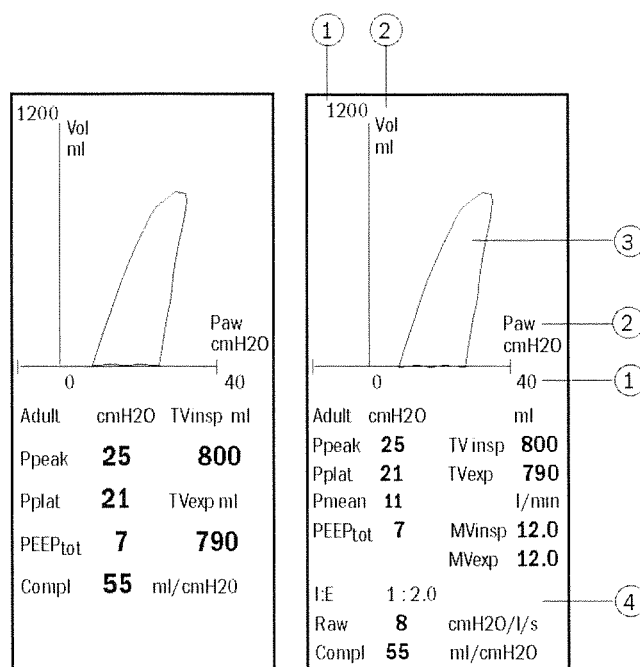 1
2
1200
Vol
ml
Paw
cmH2O
0
40
Adult cmH2O TVinsp ml
Ppeak 25 800
Pplat 21 TVexp ml
PEEPtot 7 790
Compl 55 ml/cmH2O
1200
Vol
ml
3
Paw
cmH2O
2
0
40
1
Adult cmH2O ml
Ppeak 25 TVinsp 800
Pplat 21 TVexp 790
Pmean 11 l/min
PEEPtot 7 MVinsp 12.0
MVexp 12.0
I:E 1:2.0
4
Raw 8 cmH2O/l/s
Compl 55 ml/cmH2O